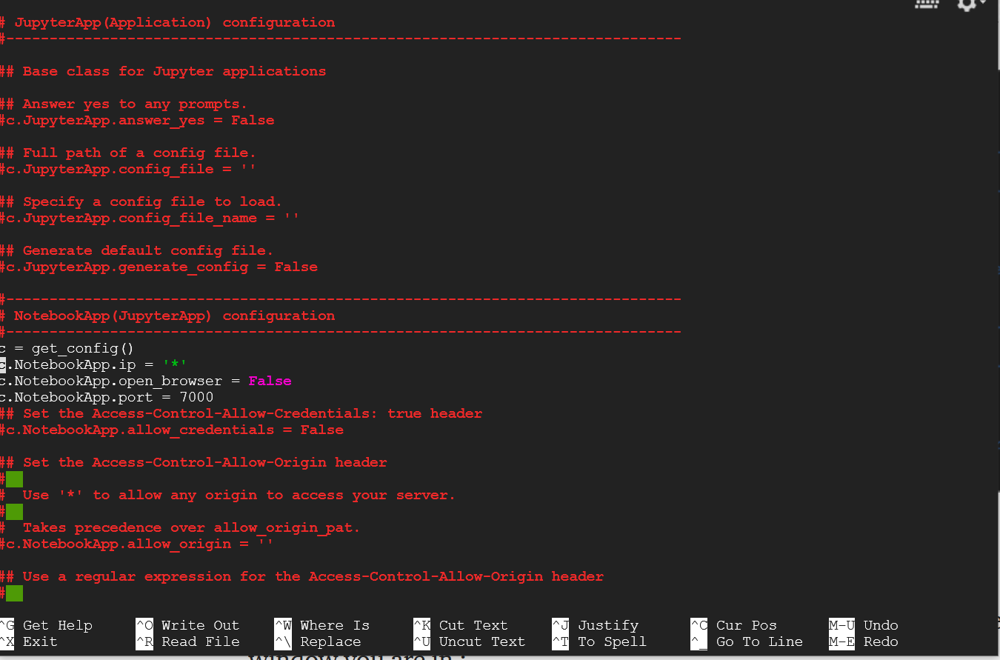 # JupyterApp(Application) configuration
#------------------------------------------------------------------------------
## Base class for Jupyter applications
## Answer yes to any prompts.
#c.JupyterApp.answer_yes = False
## Full path of a config file.
#c.JupyterApp.config_file = ''
## Specify a config file to load.
#c.JupyterApp.config_file_name = ''
## Generate default config file.
#c.JupyterApp.generate_config = False
#------------------------------------------------------------------------------
# NotebookApp(JupyterApp) configuration
#------------------------------------------------------------------------------
c = get_config()
c.NotebookApp.ip = '*'
c.NotebookApp.open_browser = False
c.NotebookApp.port = 7000
## Set the Access-Control-Allow-Credentials: true header
#c.NotebookApp.allow_credentials = False
## Set the Access-Control-Allow-Origin header
#
#  Use '*' to allow any origin to access your server.
#
#  Takes precedence over allow_origin_pat.
#c.NotebookApp.allow_origin = ''
## Use a regular expression for the Access-Control-Allow-Origin header
#
^G Get Help ^O Write Out ^W Where Is ^K Cut Text ^J Justify ^C Cur Pos M-U Undo
^X Exit ^R Read File ^\ Replace ^U Uncut Text ^T To Spell ^_ Go To Line M-E Redo
window you are in :